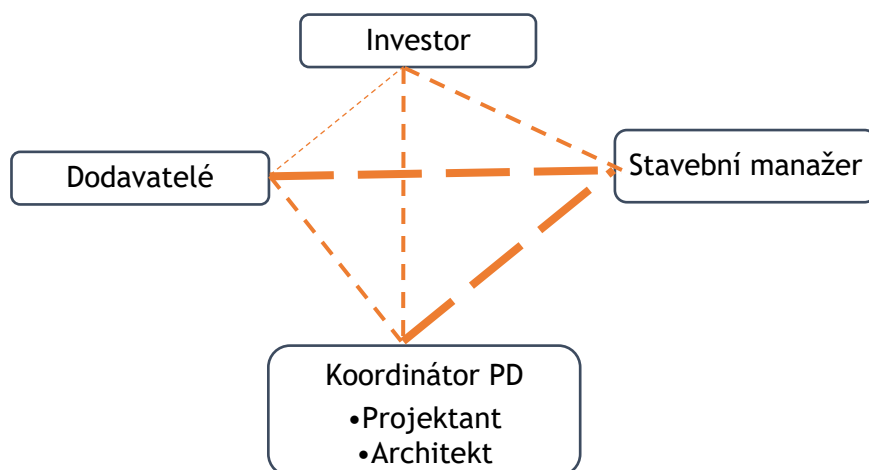 Investor
Dodavatelé
Stavební manažer
Koordinátor PD
•Projektant
•Architekt